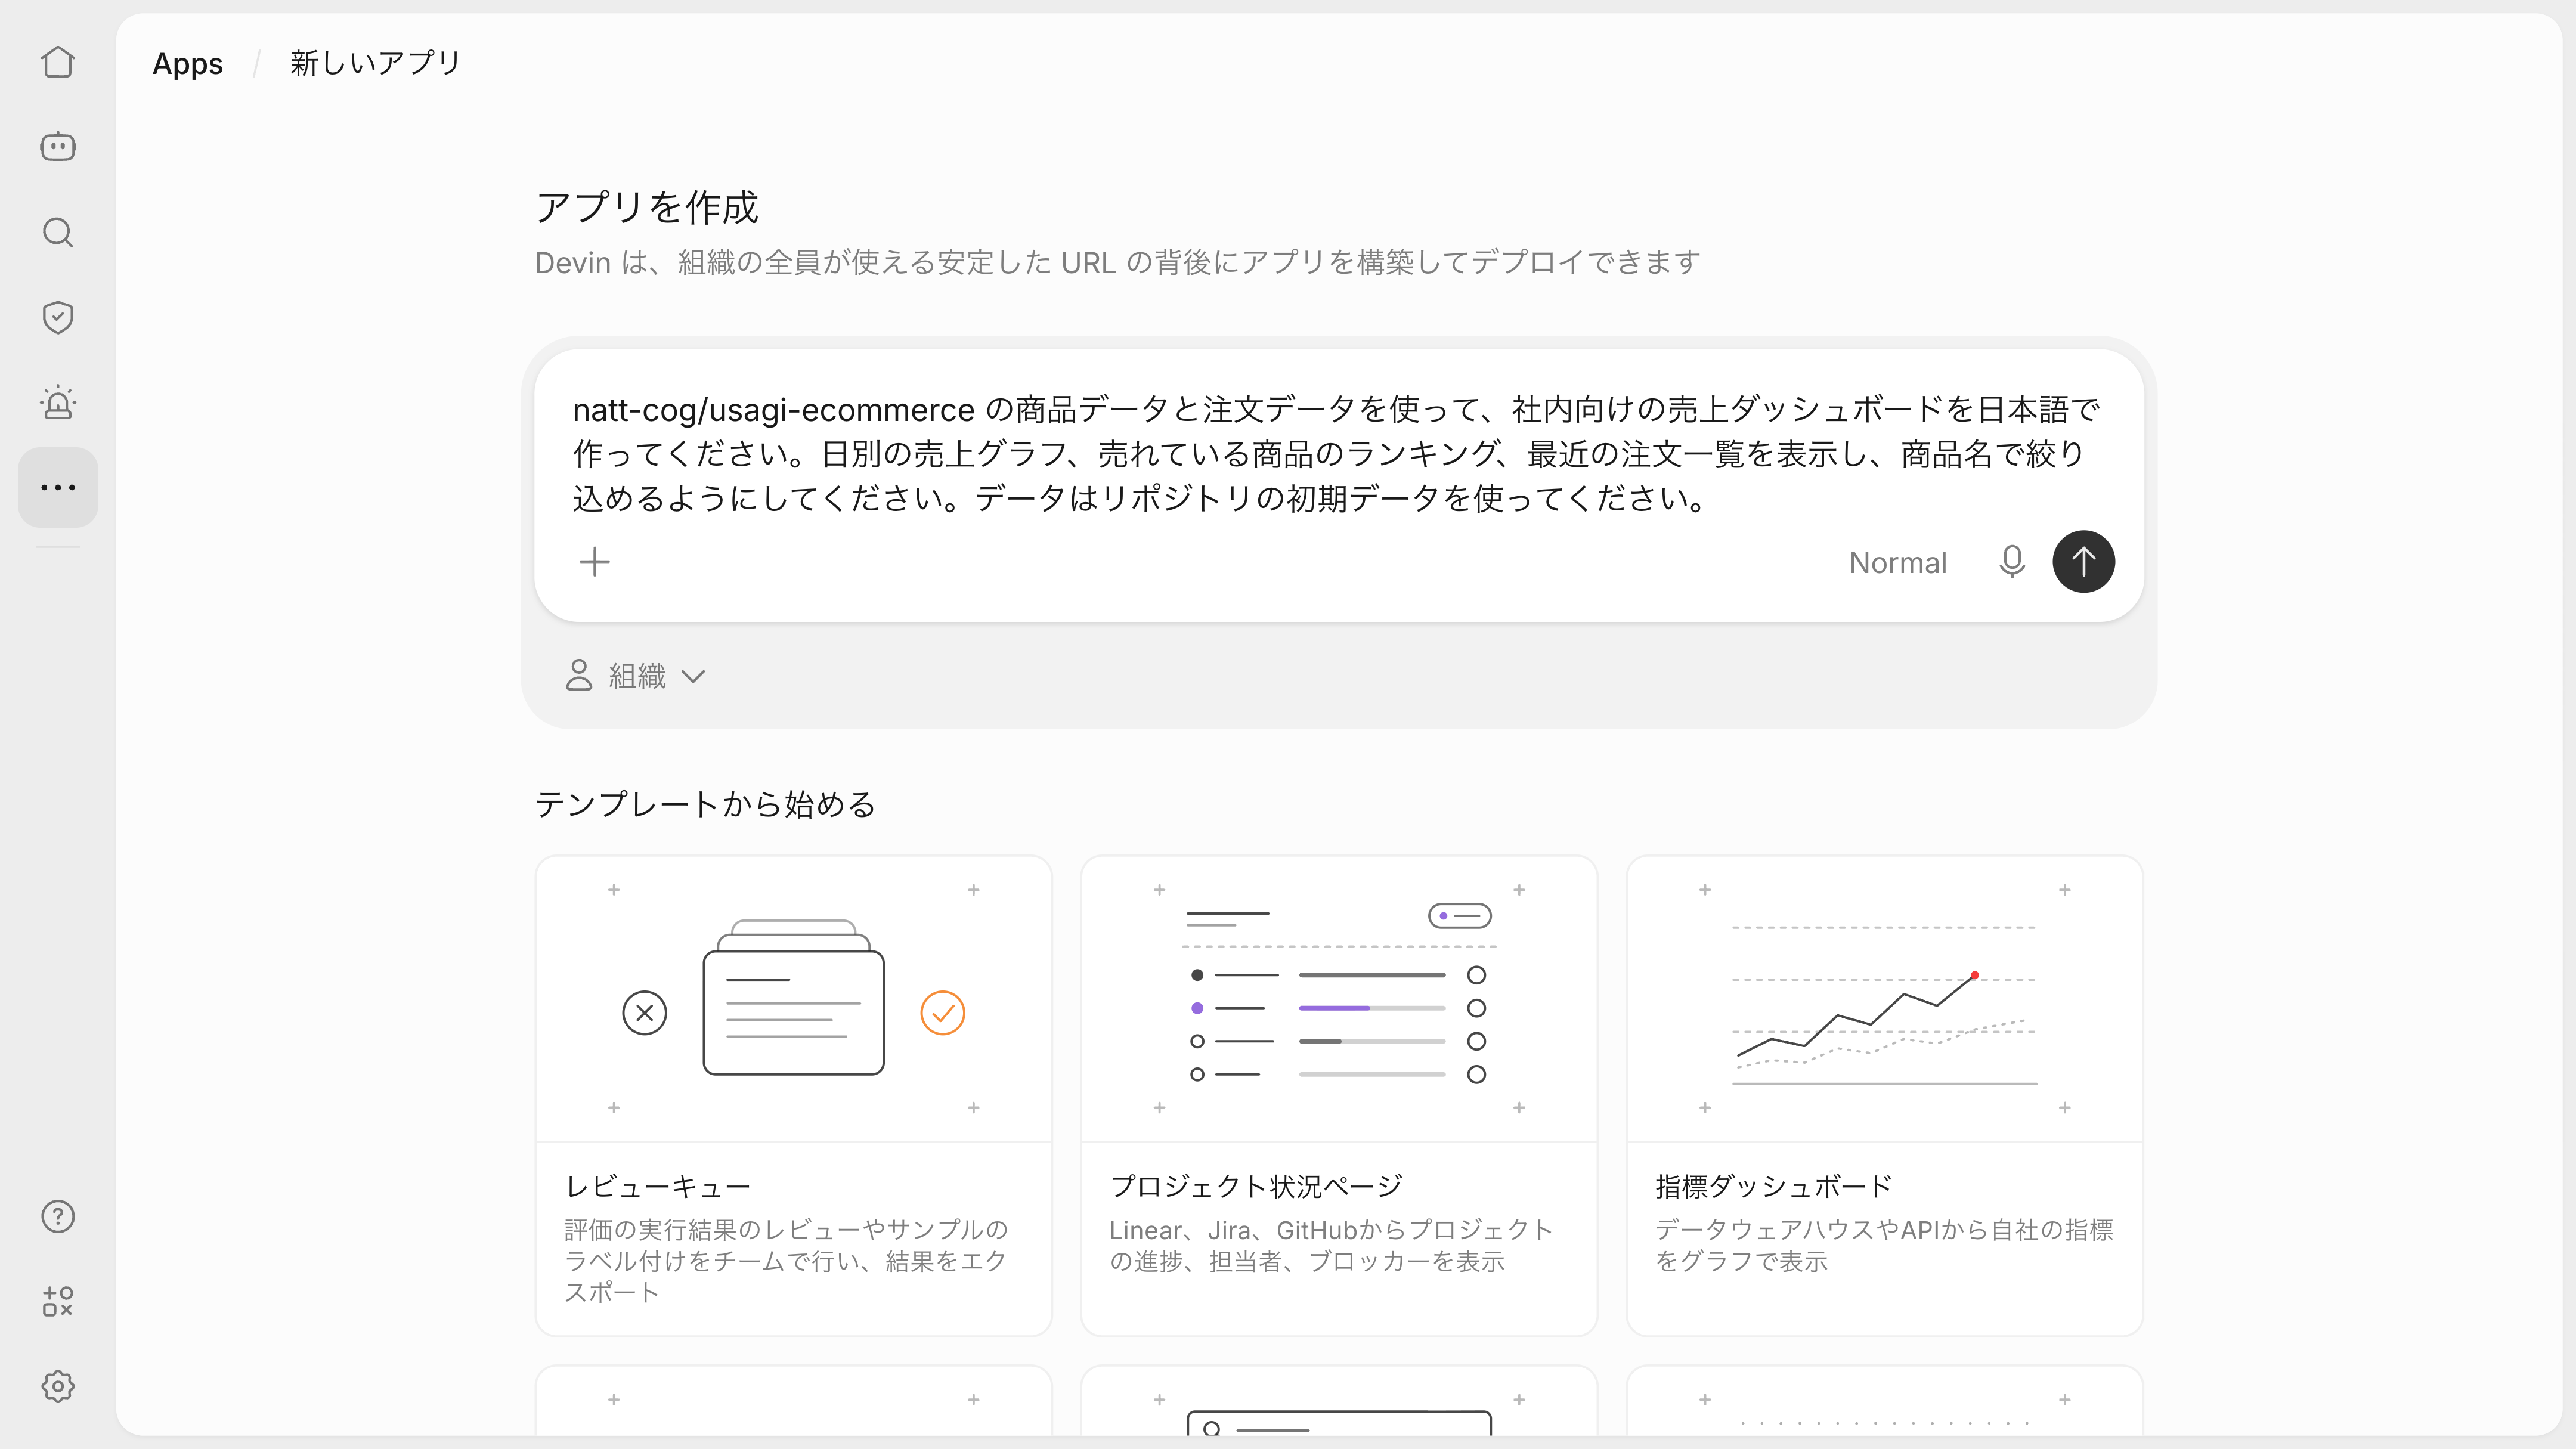 Apps / 新しいアプリ
アプリを作成
Devin は、組織の全員が使える安定した URL の背後にアプリを構築してデプロイできます
natt-cog/usagi-ecommerce の商品データと注文データを使って、社内向けの売上ダッシュボードを日本語で
作ってください。日別の売上グラフ、売れている商品のランキング、最近の注文一覧を表示し、商品名で絞り
込めるようにしてください。データはリポジトリの初期データを使ってください。
Normal
組織
テンプレートから始める
レビューキュー
評価の実行結果のレビューやサンプルの
ラベル付けをチームで行い、結果をエク
スポート
プロジェクト状況ページ
Linear、Jira、GitHubからプロジェクト
の進捗、担当者、ブロッカーを表示
指標ダッシュボード
データウェアハウスやAPIから自社の指標
をグラフで表示